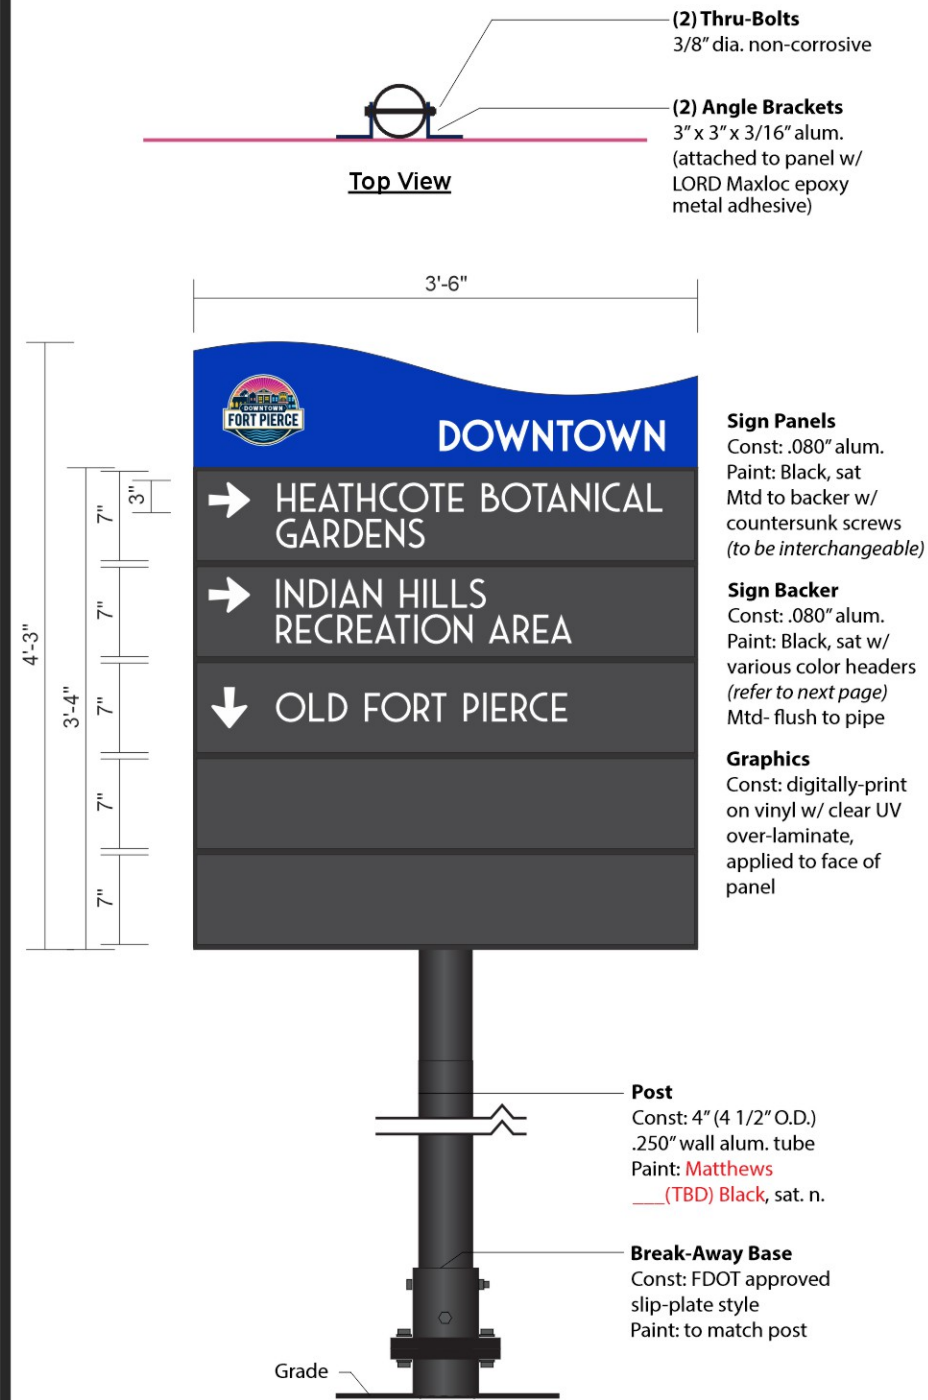 (2) Thru-Bolts
3/8" dia. non-corrosive
(2) Angle Brackets
3" x 3" x 3/16" alum.
(attached to panel w/
LORD Maxloc epoxy
metal adhesive)
Top View
3'-6"
DOWNTOWN
FORT PIERCE
DOWNTOWN
HEATHCOTE BOTANICAL
GARDENS
INDIAN HILLS
RECREATION AREA
OLD FORT PIERCE
4'-3"
3'-4"
7"
3"
7"
7"
7"
7"
Sign Panels
Const: .080" alum.
Paint: Black, sat
Mtd to backer w/
countersunk screws
(to be interchangeable)
Sign Backer
Const: .080" alum.
Paint: Black, sat w/
various color headers
(refer to next page)
Mtd- flush to pipe
Graphics
Const: digitally-print
on vinyl w/ clear UV
over-laminate,
applied to face of
panel
Post
Const: 4" (4 1/2" O.D.)
.250" wall alum. tube
Paint: Matthews
___(TBD) Black, sat. n.
Break-Away Base
Const: FDOT approved
slip-plate style
Paint: to match post
Grade